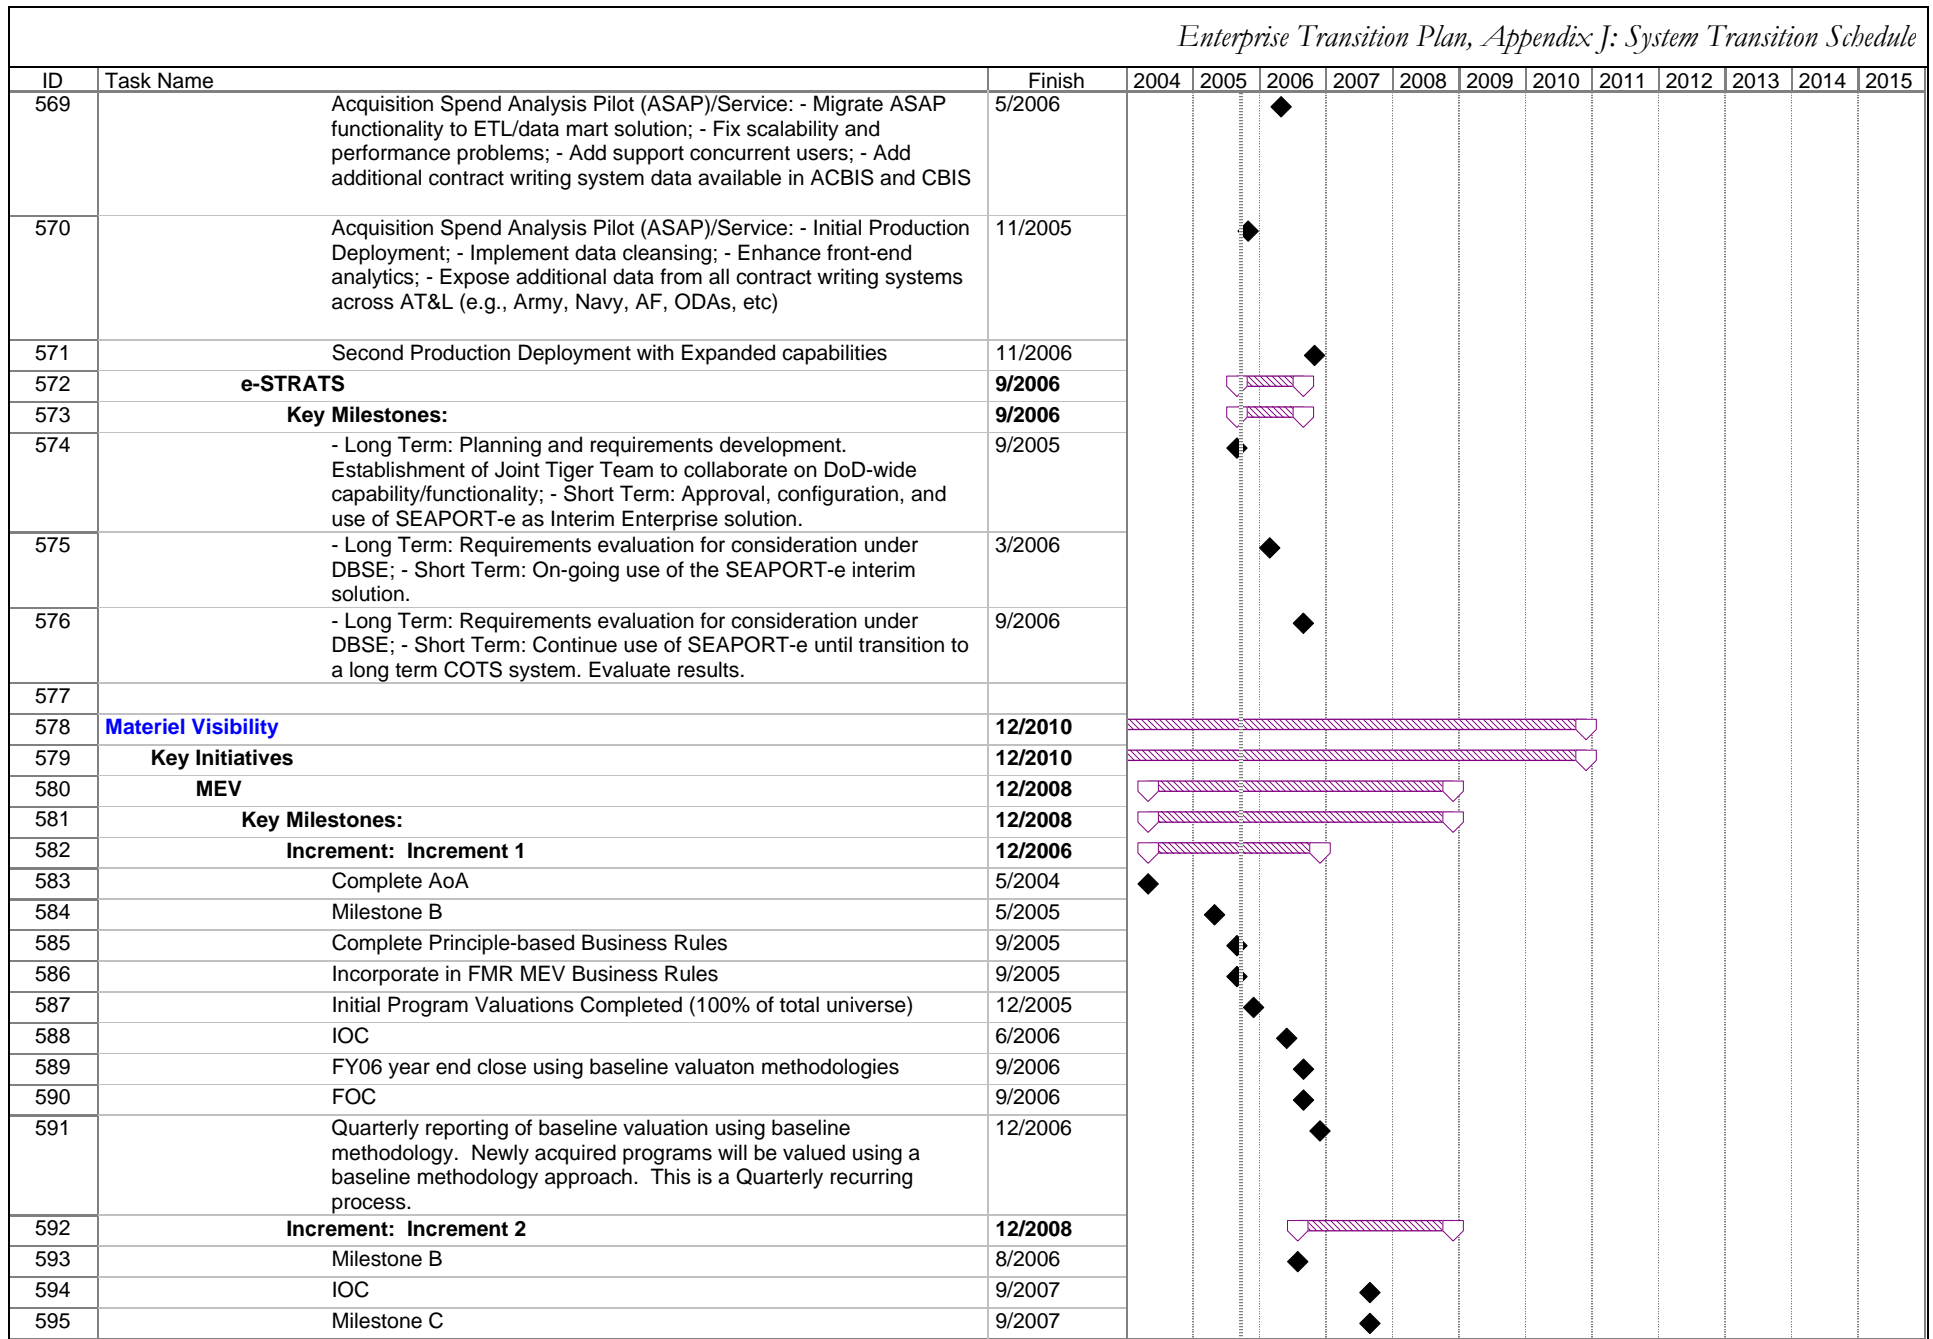 Enterprise Transition Plan, Appendix J: System Transition Schedule
ID Task Name Finish 2004 2005 2006 2007 2008 2009 2010 2011 2012 2013 2014 2015
569 Acquisition Spend Analysis Pilot (ASAP)/Service: - Migrate ASAP 5/2006
functionality to ETL/data mart solution; - Fix scalability and
performance problems; - Add support concurrent users; - Add
additional contract writing system data available in ACBIS and CBIS
570 Acquisition Spend Analysis Pilot (ASAP)/Service: - Initial Production 11/2005
Deployment; - Implement data cleansing; - Enhance front-end
analytics; - Expose additional data from all contract writing systems
across AT&L (e.g., Army, Navy, AF, ODAs, etc)
571 Second Production Deployment with Expanded capabilities 11/2006
572 e-STRATS 9/2006
573 Key Milestones: 9/2006
574 - Long Term: Planning and requirements development. 9/2005
Establishment of Joint Tiger Team to collaborate on DoD-wide
capability/functionality; - Short Term: Approval, configuration, and
use of SEAPORT-e as Interim Enterprise solution.
575 - Long Term: Requirements evaluation for consideration under 3/2006
DBSE; - Short Term: On-going use of the SEAPORT-e interim
solution.
576 - Long Term: Requirements evaluation for consideration under 9/2006
DBSE; - Short Term: Continue use of SEAPORT-e until transition to
a long term COTS system. Evaluate results.
577
578 Materiel Visibility 12/2010
579 Key Initiatives 12/2010
580 MEV 12/2008
581 Key Milestones: 12/2008
582 Increment: Increment 1 12/2006
583 Complete AoA 5/2004
584 Milestone B 5/2005
585 Complete Principle-based Business Rules 9/2005
586 Incorporate in FMR MEV Business Rules 9/2005
587 Initial Program Valuations Completed (100% of total universe) 12/2005
588 IOC 6/2006
589 FY06 year end close using baseline valuaton methodologies 9/2006
590 FOC 9/2006
591 Quarterly reporting of baseline valuation using baseline 12/2006
methodology. Newly acquired programs will be valued using a
baseline methodology approach. This is a Quarterly recurring
process.
592 Increment: Increment 2 12/2008
593 Milestone B 8/2006
594 IOC 9/2007
595 Milestone C 9/2007